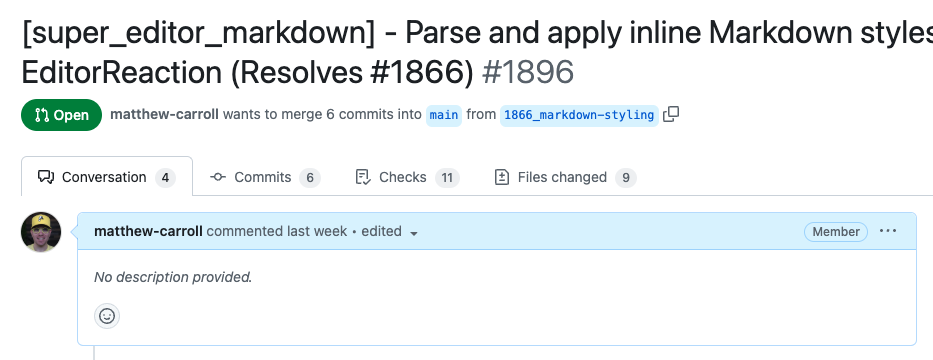 [super_editor_markdown] - Parse and apply inline Markdown styles
EditorReaction (Resolves #1866) #1896
Open matthew-carroll wants to merge 6 commits into main from 1866_markdown-styling
Conversation 4 Commits 6 Checks 11 Files changed 9
matthew-carroll commented last week • edited Member
No description provided.